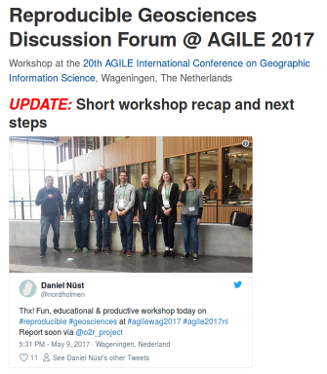 Reproducible Geosciences
Discussion Forum @ AGILE 2017
Workshop at the 20th AGILE International Conference on Geographic
Information Science, Wageningen, The Netherlands
UPDATE: Short workshop recap and next
steps
Daniel Nüst
@nordholmen
Thx! Fun, educational & productive workshop today on
#reproducible #geosciences at #agilewag2017 #agile2017nl
Report soon via @o2r_project
5:31 PM - May 9, 2017 · Wageningen, Nederland
11 See Daniel Nüst's other Tweets